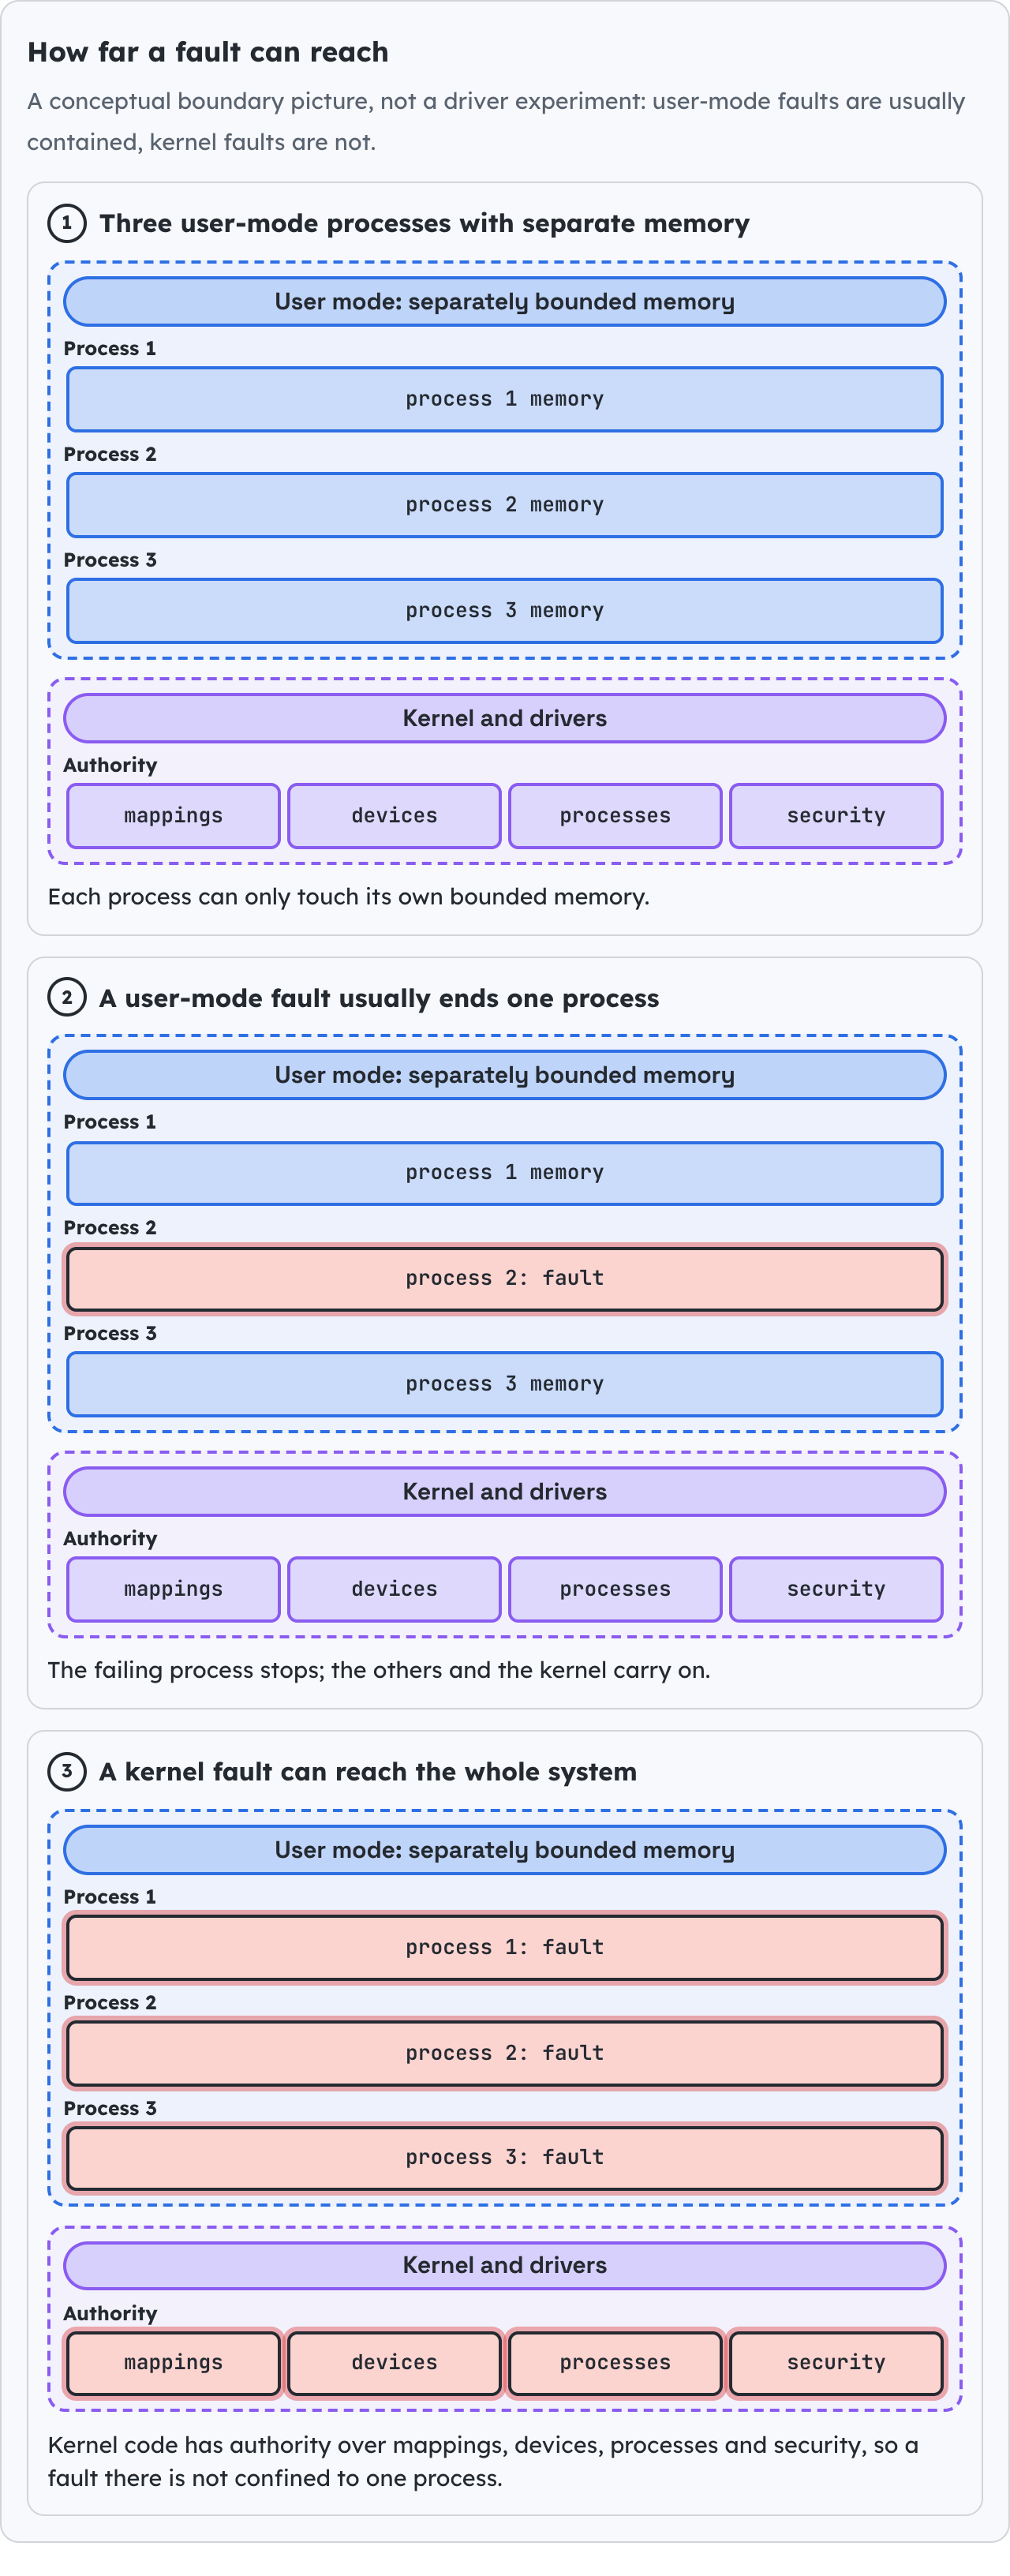 How far a fault can reach
A conceptual boundary picture, not a driver experiment: user-mode faults are usually
contained, kernel faults are not.
1 Three user-mode processes with separate memory
User mode: separately bounded memory
Process 1
process 1 memory
Process 2
process 2 memory
Process 3
process 3 memory
Kernel and drivers
Authority
mappings devices processes security
Each process can only touch its own bounded memory.
2 A user-mode fault usually ends one process
User mode: separately bounded memory
Process 1
process 1 memory
Process 2
process 2: fault
Process 3
process 3 memory
Kernel and drivers
Authority
mappings devices processes security
The failing process stops; the others and the kernel carry on.
3 A kernel fault can reach the whole system
User mode: separately bounded memory
Process 1
process 1: fault
Process 2
process 2: fault
Process 3
process 3: fault
Kernel and drivers
Authority
mappings devices processes security
Kernel code has authority over mappings, devices, processes and security, so a
fault there is not confined to one process.